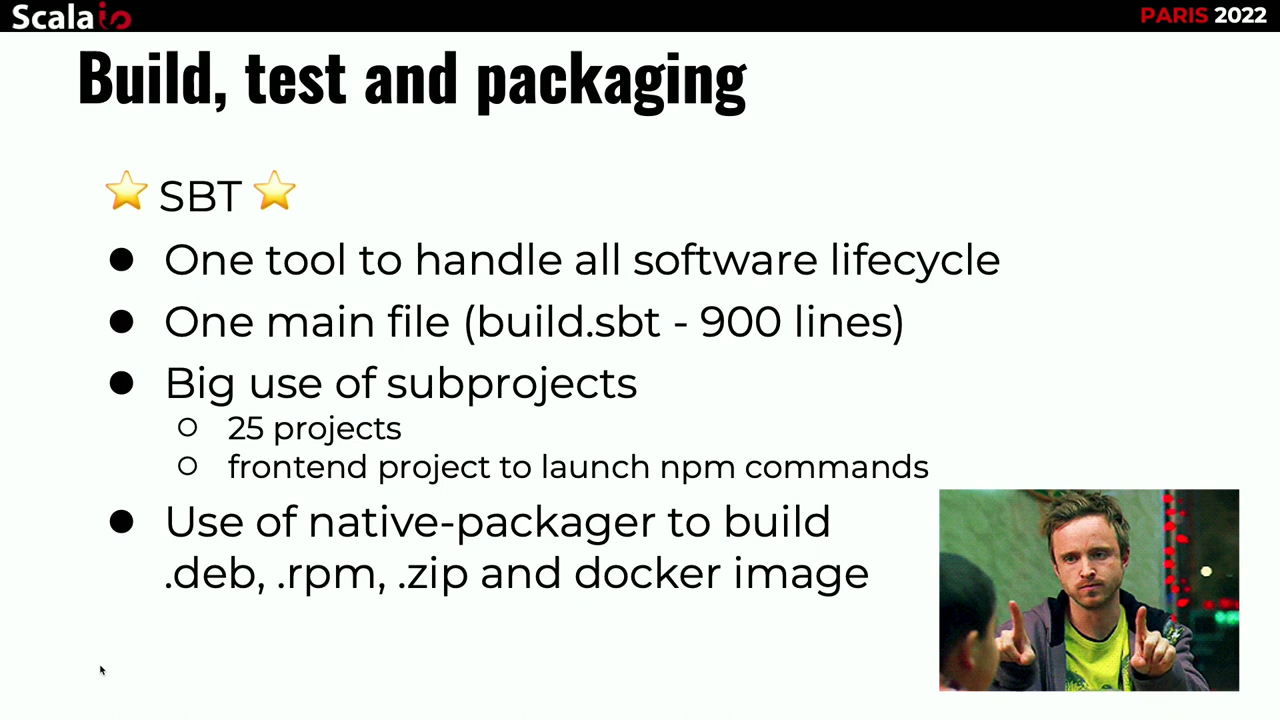 Scalaio
PARIS 2022
Build, test and packaging
⭐ SBT ⭐
● One tool to handle all software lifecycle
● One main file (build.sbt - 900 lines)
● Big use of subprojects
○ 25 projects
○ frontend project to launch npm commands
● Use of native-packager to build
.deb, .rpm, .zip and docker image